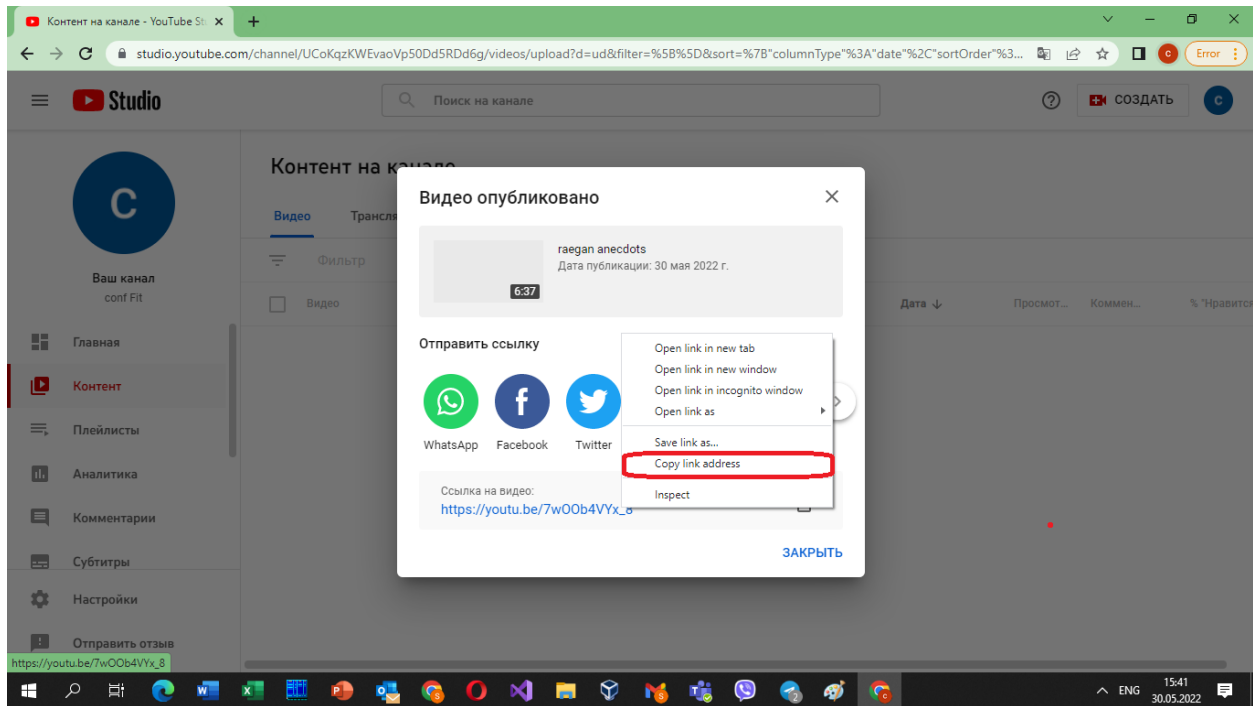 Контент на канале - YouTube St
studio.youtube.com/channel/UCoKqzKWEvaoVp50Dd5RDd6g/videos/upload?d=ud&filter=%5B%5D&sort=%7B"columnType"%3A"date"%2C"sortOrder"%3...
c
Error
Studio
Поиск на канале
СОЗДАТЬ
C
C
Ваш канал
conf Fit
Главная
Контент
Плейлисты
Аналитика
Комментарии
Субтитры
Настройки
Отправить отзыв
https://youtu.be/7wOOb4VYx_8
Контент на канале
Видео
Трансля
Фильтр
Видео
Дата
Просмот...
Коммен...
% "Нравится
Видео опубликовано
6:37
raegan anecdots
Дата публикации: 30 мая 2022 г.
Отправить ссылку
WhatsApp
Facebook
Twitter
Ссылка на видео:
https://youtu.be/7wOOb4VYx_8
ЗАКРЫТЬ
Open link in new tab
Open link in new window
Open link in incognito window
Open link as
Save link as...
Copy link address
Inspect
ENG
15:41
30.05.2022